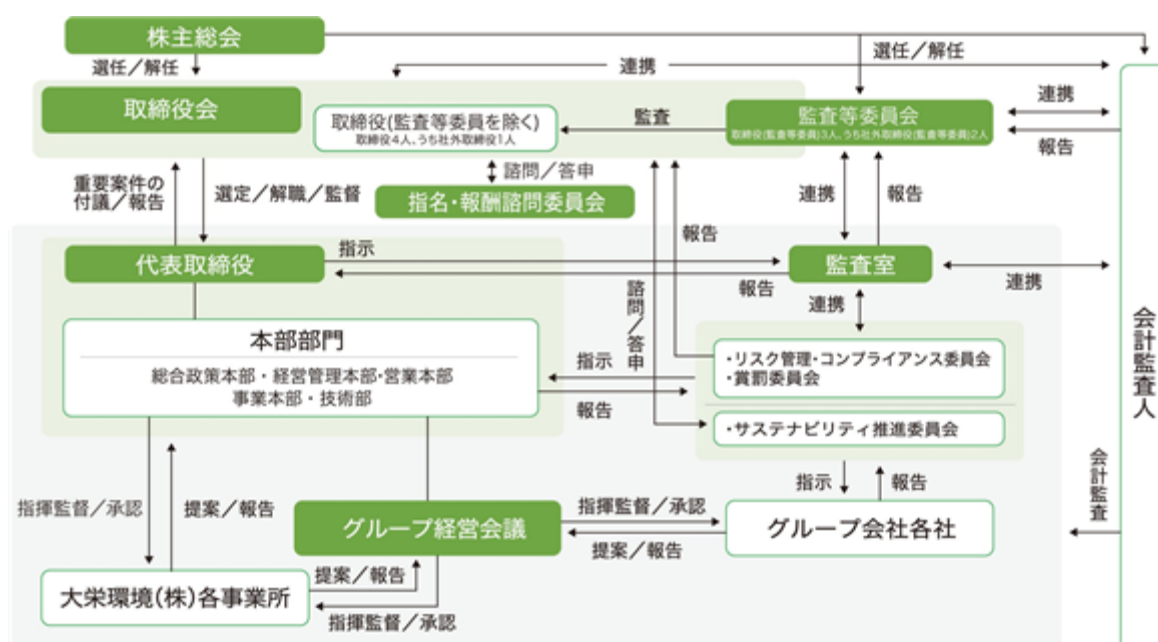 株主総会
選任／解任
選任／解任
連携
取締役会
取締役(監査等委員を除く)
取締役4人、うち社外取締役1人
監査
監査等委員会
取締役(監査等委員)3人、うち社外取締役(監査等委員)2人
連携
報告
諮問／答申
指名・報酬諮問委員会
重要案件の
付議／報告
選定／解職／監督
連携
報告
報告
代表取締役
指示
報告
監査室
連携
連携
諮問／答申
本部部門
総合政策本部・経営管理本部・営業本部
事業本部・技術部
指示
報告
・リスク管理・コンプライアンス委員会
・賞罰委員会
・サステナビリティ推進委員会
会計監査人
会計監査
指示
報告
指揮監督／承認
提案／報告
グループ経営会議
指揮監督／承認
提案／報告
グループ会社各社
大栄環境(株)各事業所
提案／報告
指揮監督／承認